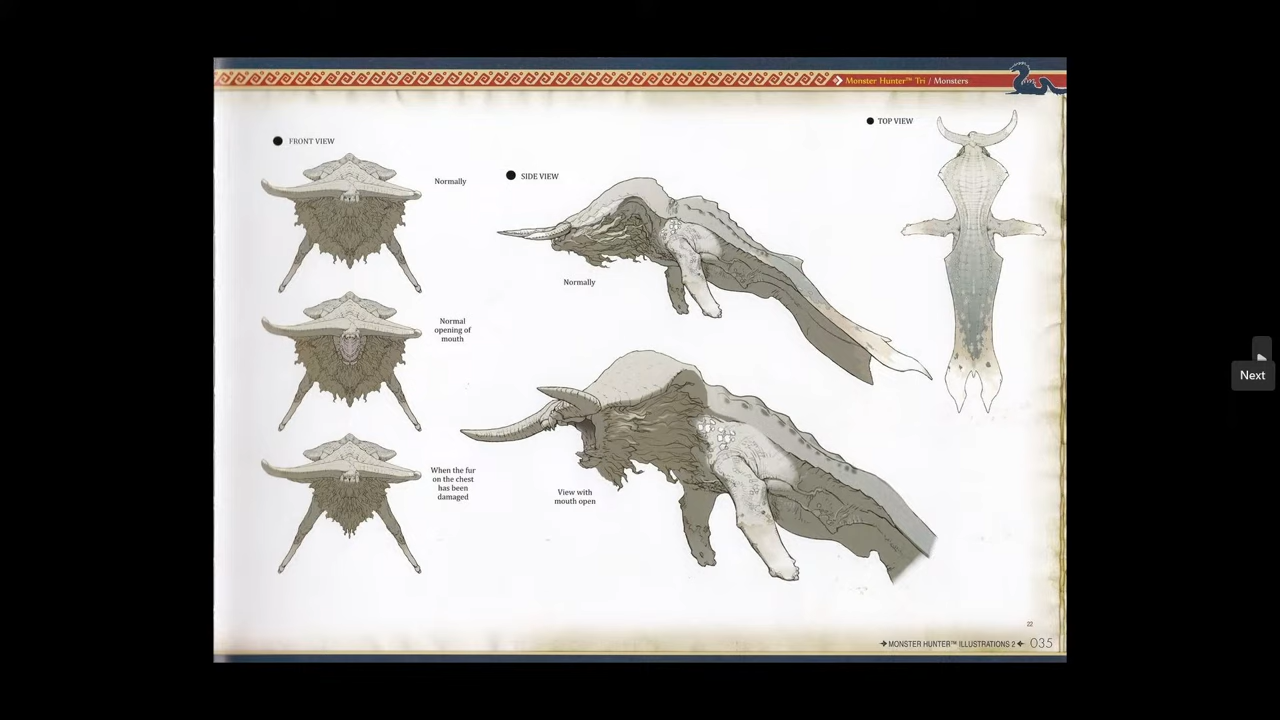 Monster Hunter™ Tri / Monsters
TOP VIEW
FRONT VIEW
Normally
SIDE VIEW
Normally
Normal
opening of
mouth
Next
When the fur
on the chest
has been
damaged
View with
mouth open
22
MONSTER HUNTER™ ILLUSTRATIONS 2 035